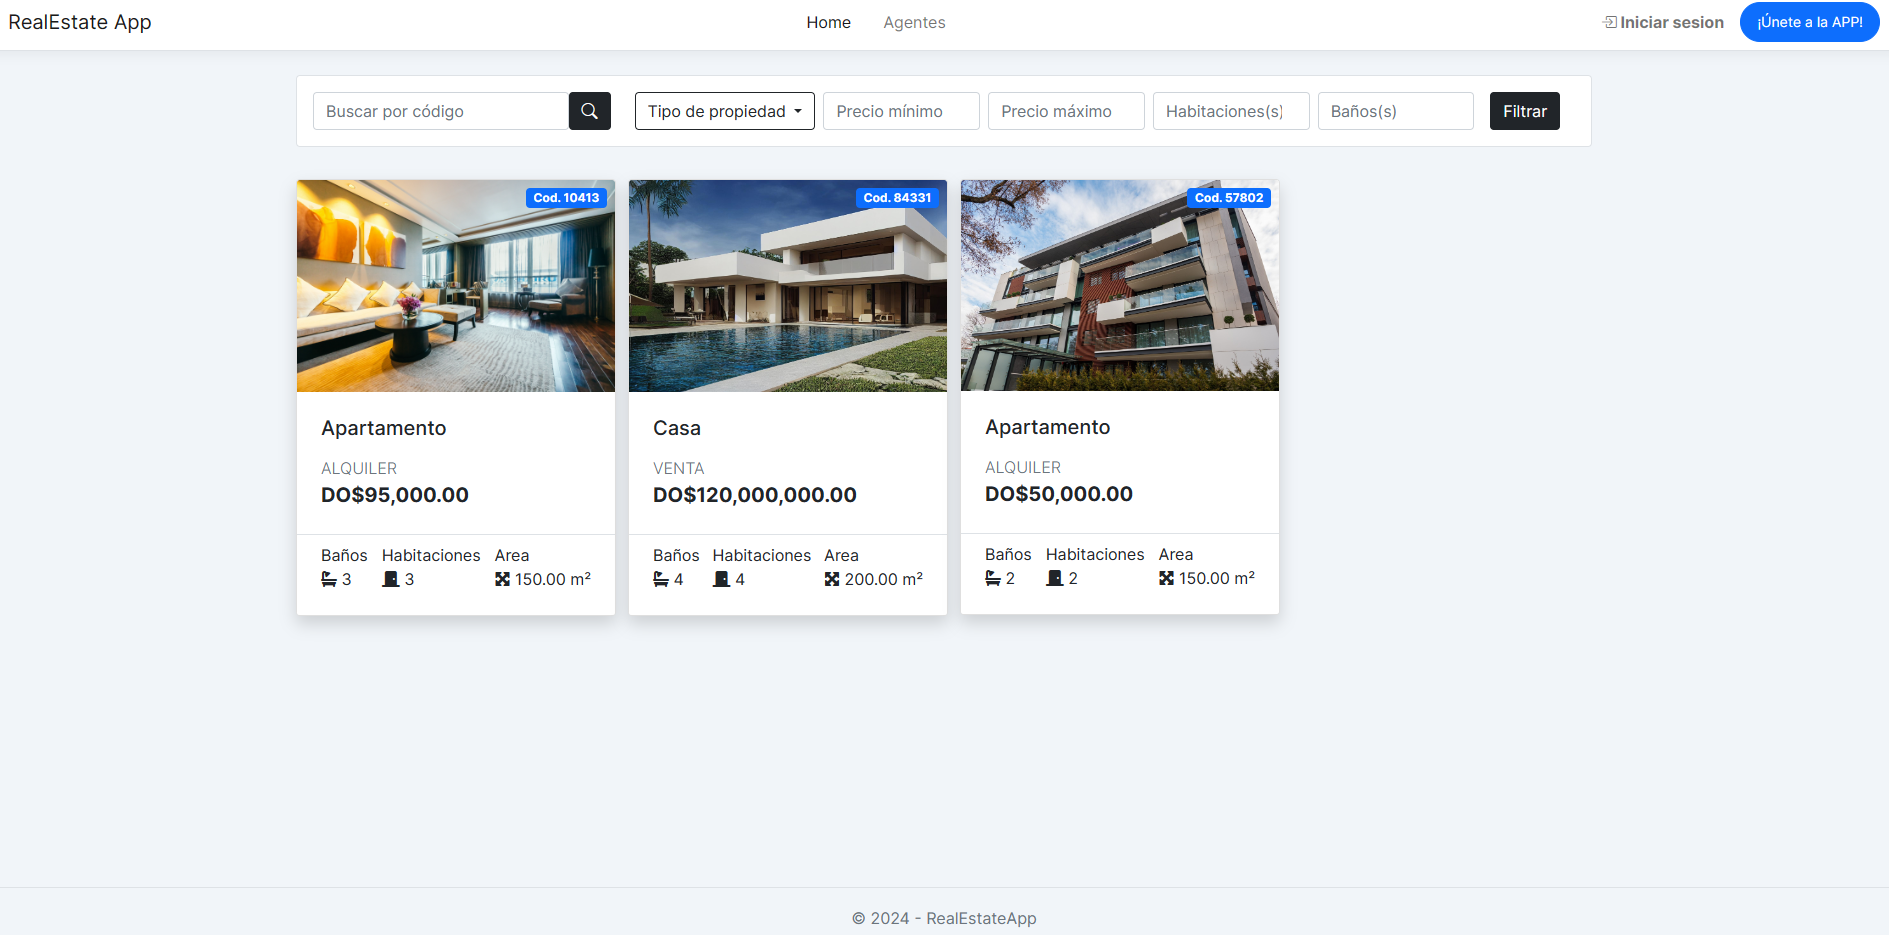 RealEstate App
Home Agentes
Iniciar sesion ¡Únete a la APP!
Buscar por código Tipo de propiedad Precio mínimo Precio máximo Habitaciones(s) Baños(s) Filtrar
Cod. 10413
Apartamento
ALQUILER
DO$95,000.00
Baños Habitaciones Area
3 3 150.00 m²
Cod. 84331
Casa
VENTA
DO$120,000,000.00
Baños Habitaciones Area
4 4 200.00 m²
Cod. 57802
Apartamento
ALQUILER
DO$50,000.00
Baños Habitaciones Area
2 2 150.00 m²
© 2024 - RealEstateApp